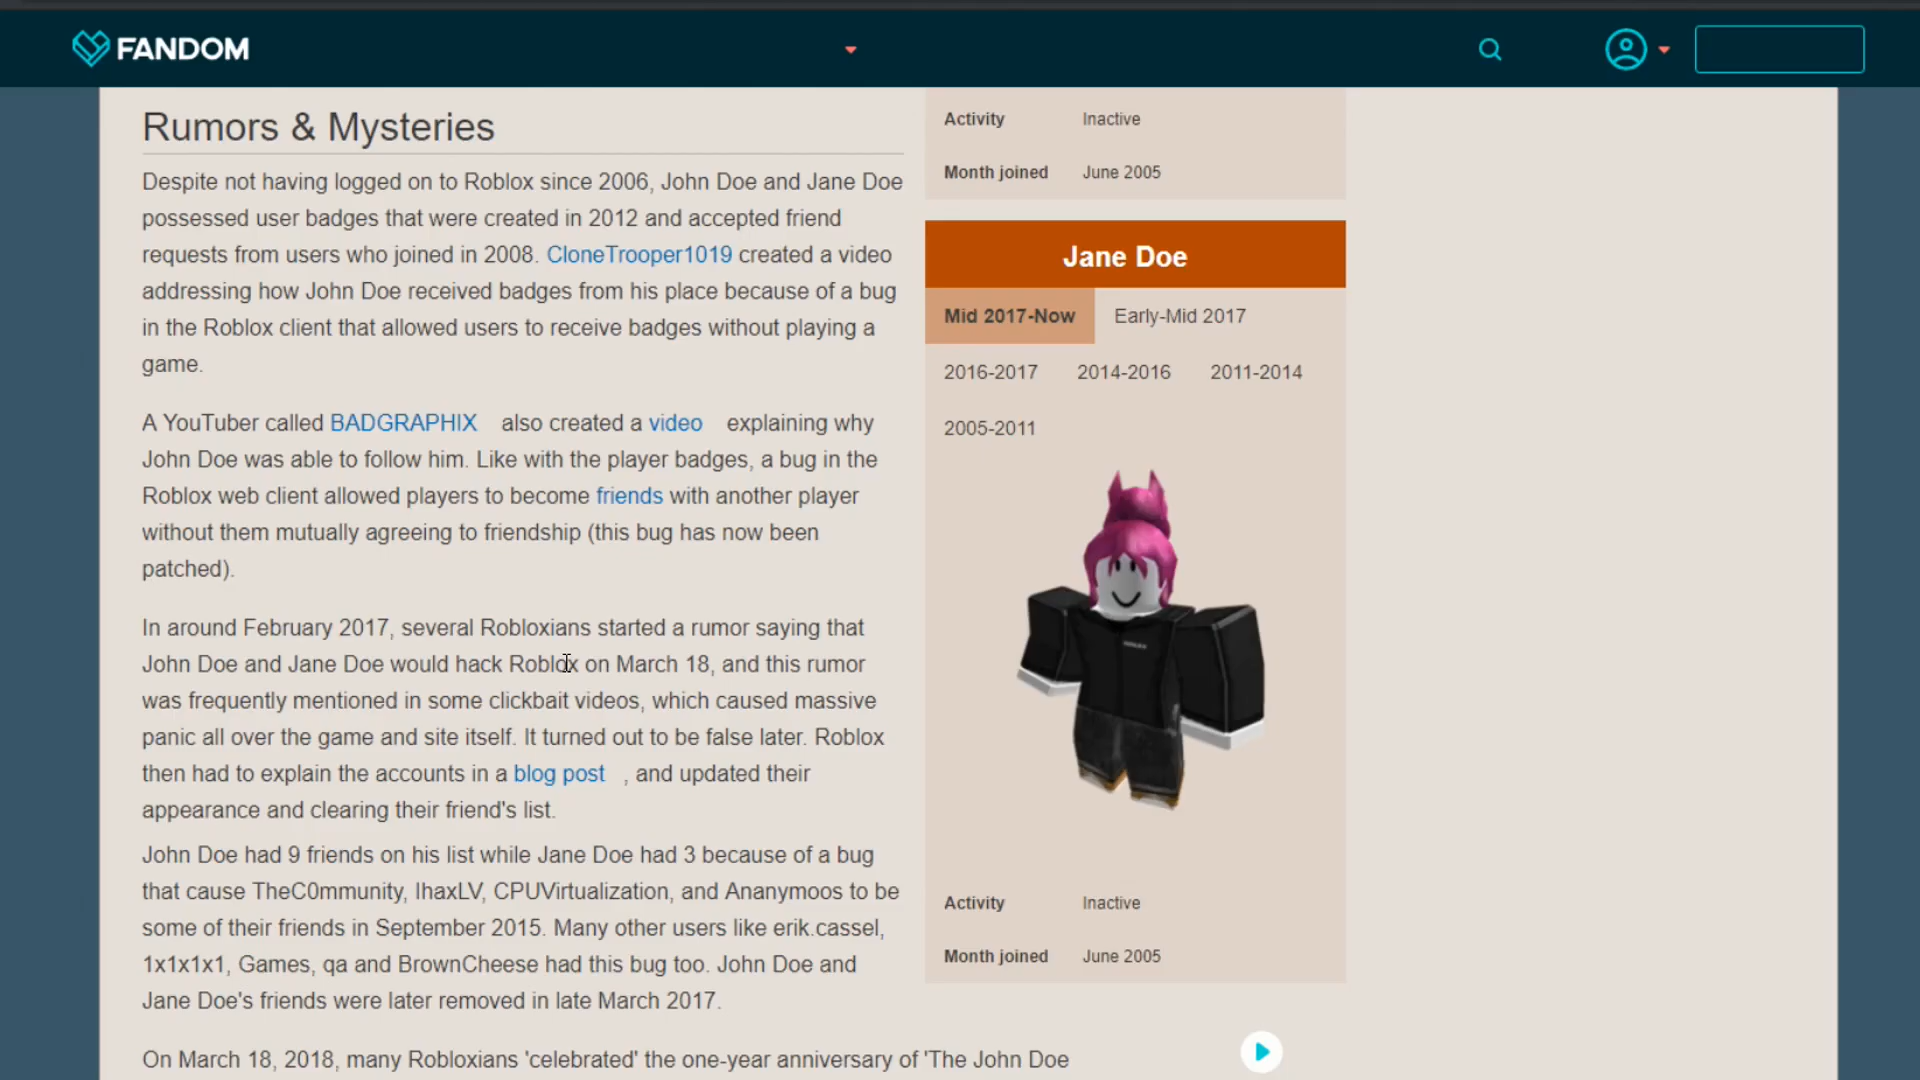 FANDOM
Rumors & Mysteries
Despite not having logged on to Roblox since 2006, John Doe and Jane Doe
possessed user badges that were created in 2012 and accepted friend
requests from users who joined in 2008. CloneTrooper1019 created a video
addressing how John Doe received badges from his place because of a bug
in the Roblox client that allowed users to receive badges without playing a
game.
A YouTuber called BADGRAPHIX also created a video explaining why
John Doe was able to follow him. Like with the player badges, a bug in the
Roblox web client allowed players to become friends with another player
without them mutually agreeing to friendship (this bug has now been
patched).
In around February 2017, several Robloxians started a rumor saying that
John Doe and Jane Doe would hack Roblox on March 18, and this rumor
was frequently mentioned in some clickbait videos, which caused massive
panic all over the game and site itself. It turned out to be false later. Roblox
then had to explain the accounts in a blog post , and updated their
appearance and clearing their friend's list.
John Doe had 9 friends on his list while Jane Doe had 3 because of a bug
that cause TheC0mmunity, IhaxLV, CPUVirtualization, and Ananymoos to be
some of their friends in September 2015. Many other users like erik.cassel,
1x1x1x1, Games, qa and BrownCheese had this bug too. John Doe and
Jane Doe's friends were later removed in late March 2017.
On March 18, 2018, many Robloxians 'celebrated' the one-year anniversary of 'The John Doe
Activity Inactive
Month joined June 2005
Jane Doe
Mid 2017-Now Early-Mid 2017
2016-2017 2014-2016 2011-2014
2005-2011
Activity Inactive
Month joined June 2005